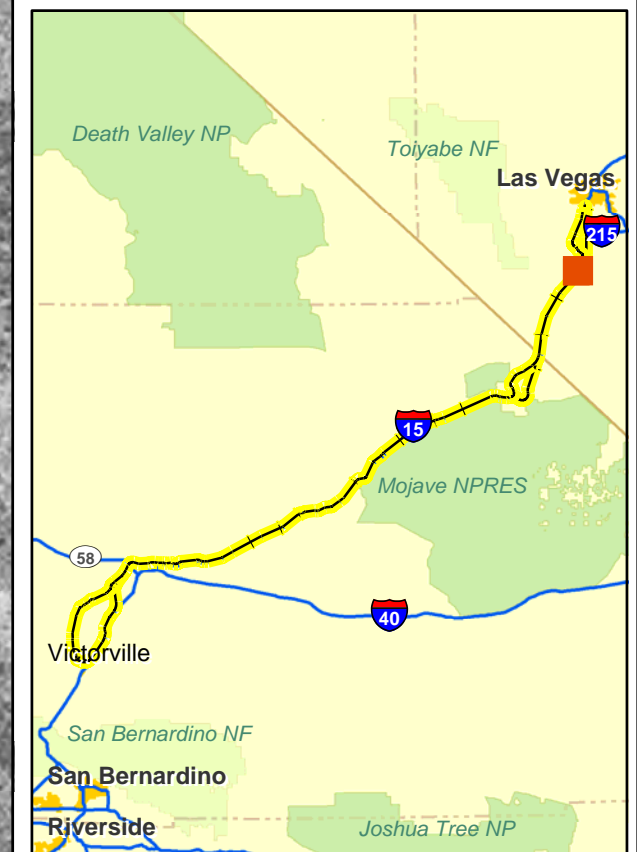 Death Valley NP
Toiyabe NF
Las Vegas
215
15
Mojave NPRES
58
40
Victorville
San Bernardino NF
San Bernardino
Riverside
Joshua Tree NP